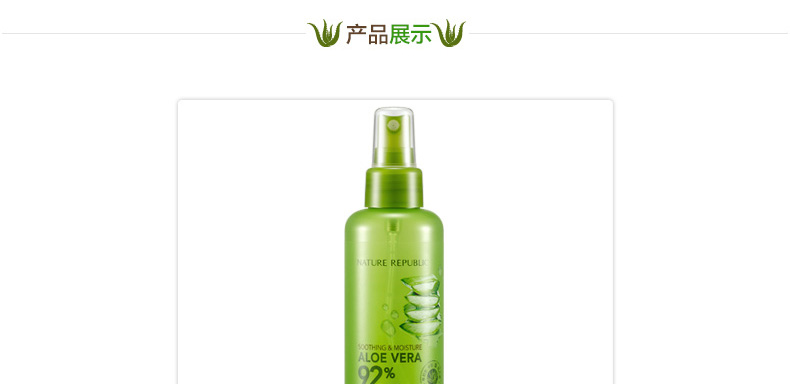 产品展示
NATURE REPUBLIC
SOOTHING & MOISTURE
ALOE VERA
92%